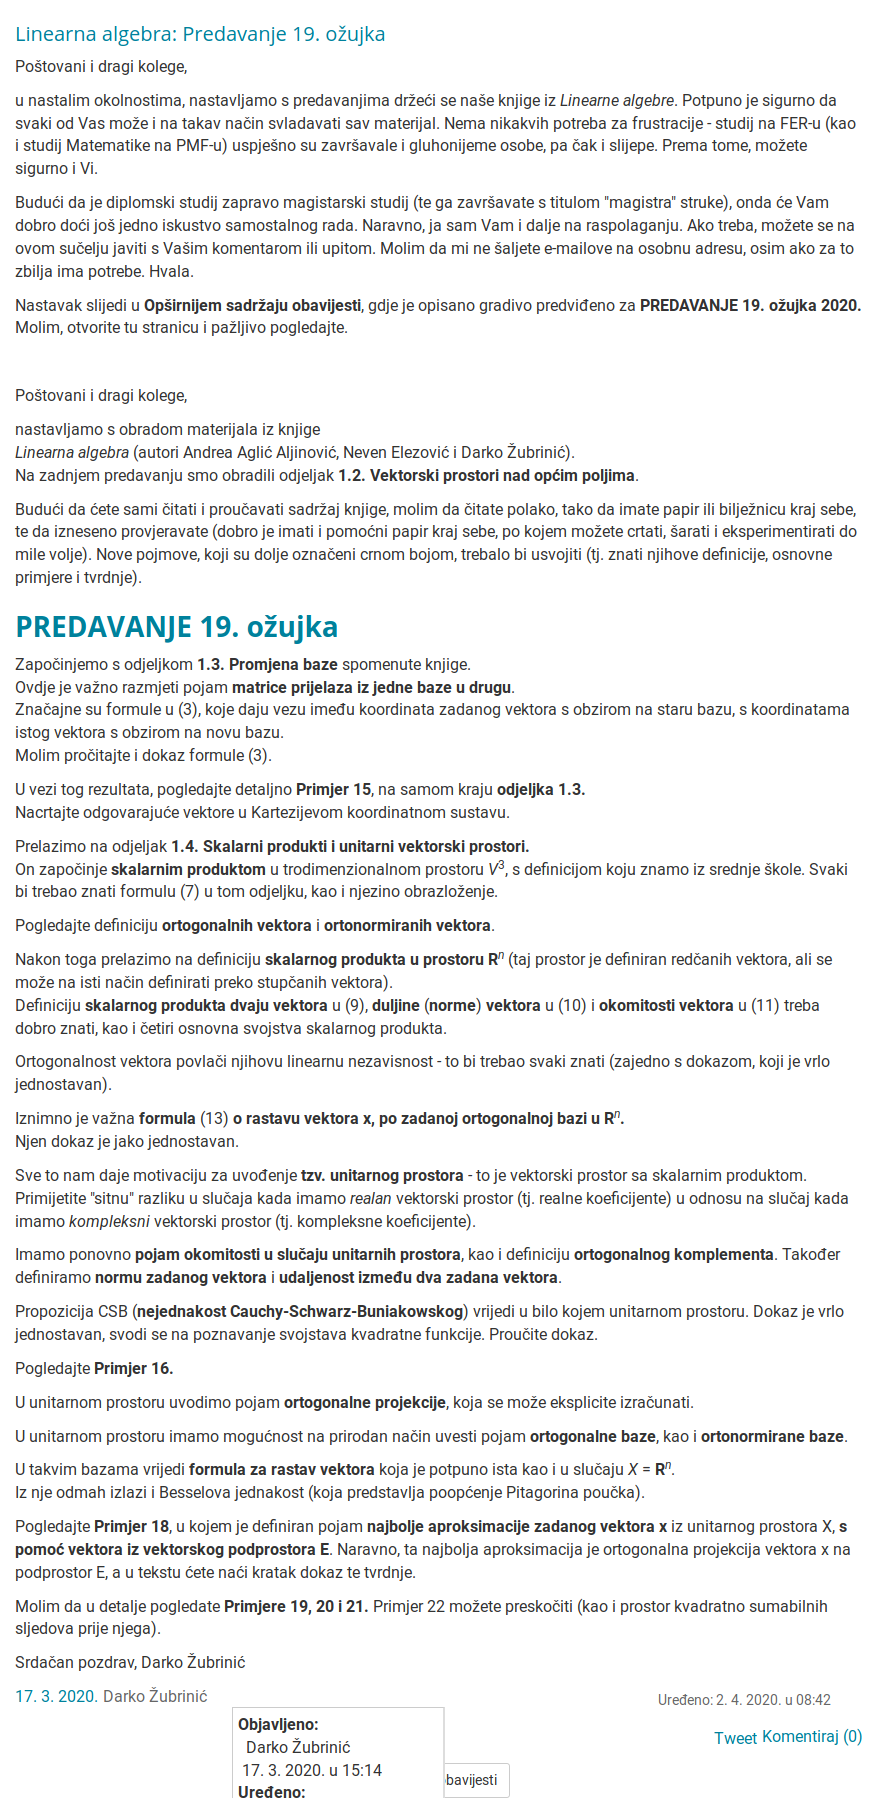 Linearna algebra: Predavanje 19. ožujka
Poštovani i dragi kolege,
u nastalim okolnostima, nastavljamo s predavanjima držeći se naše knjige iz Linearne algebre. Potpuno je sigurno da
svaki od Vas može i na takav način svladavati sav materijal. Nema nikakvih potreba za frustracije - studij na FER-u (kao
i studij Matematike na PMF-u) uspješno su završavale i gluhonijeme osobe, pa čak i slijepe. Prema tome, možete
sigurno i Vi.
Budući da je diplomski studij zapravo magistarski studij (te ga završavate s titulom "magistra" struke), onda će Vam
dobro doći još jedno iskustvo samostalnog rada. Naravno, ja sam Vam i dalje na raspolaganju. Ako treba, možete se na
ovom sučelju javiti s Vašim komentarom ili upitom. Molim da mi ne šaljete e-mailove na osobnu adresu, osim ako za to
zbilja ima potrebe. Hvala.
Nastavak slijedi u Opširnijem sadržaju obavijesti, gdje je opisano gradivo predviđeno za PREDAVANJE 19. ožujka 2020.
Molim, otvorite tu stranicu i pažljivo pogledajte.
Poštovani i dragi kolege,
nastavljamo s obradom materijala iz knjige
Linearna algebra (autori Andrea Aglić Aljinović, Neven Elezović i Darko Žubrinić).
Na zadnjem predavanju smo obradili odjeljak 1.2. Vektorski prostori nad općim poljima.
Budući da ćete sami čitati i proučavati sadržaj knjige, molim da čitate polako, tako da imate papir ili bilježnicu kraj sebe,
te da izneseno provjeravate (dobro je imati i pomoćni papir kraj sebe, po kojem možete crtati, šarati i eksperimentirati do
mile volje). Nove pojmove, koji su dolje označeni crnom bojom, trebalo bi usvojiti (tj. znati njihove definicije, osnovne
primjere i tvrdnje).
PREDAVANJE 19. ožujka
Započinjemo s odjeljkom 1.3. Promjena baze spomenute knjige.
Ovdje je važno razmjeti pojam matrice prijelaza iz jedne baze u drugu.
Značajne su formule u (3), koje daju vezu imeđu koordinata zadanog vektora s obzirom na staru bazu, s koordinatama
istog vektora s obzirom na novu bazu.
Molim pročitajte i dokaz formule (3).
U vezi tog rezultata, pogledajte detaljno Primjer 15, na samom kraju odjeljka 1.3.
Nacrtajte odgovarajuće vektore u Kartezijevom koordinatnom sustavu.
Prelazimo na odjeljak 1.4. Skalarni produkti i unitarni vektorski prostori.
On započinje skalarnim produktom u trodimenzionalnom prostoru V³, s definicijom koju znamo iz srednje škole. Svaki
bi trebao znati formulu (7) u tom odjeljku, kao i njezino obrazloženje.
Pogledajte definiciju ortogonalnih vektora i ortonormiranih vektora.
Nakon toga prelazimo na definiciju skalarnog produkta u prostoru Rⁿ (taj prostor je definiran redčanih vektora, ali se
može na isti način definirati preko stupčanih vektora).
Definiciju skalarnog produkta dvaju vektora u (9), duljine (norme) vektora u (10) i okomitosti vektora u (11) treba
dobro znati, kao i četiri osnovna svojstva skalarnog produkta.
Ortogonalnost vektora povlači njihovu linearnu nezavisnost - to bi trebao svaki znati (zajedno s dokazom, koji je vrlo
jednostavan).
Iznimno je važna formula (13) o rastavu vektora x, po zadanoj ortogonalnoj bazi u Rⁿ.
Njen dokaz je jako jednostavan.
Sve to nam daje motivaciju za uvođenje tzv. unitarnog prostora - to je vektorski prostor sa skalarnim produktom.
Primijetite "sitnu" razliku u slučaja kada imamo realan vektorski prostor (tj. realne koeficijente) u odnosu na slučaj kada
imamo kompleksni vektorski prostor (tj. kompleksne koeficijente).
Imamo ponovno pojam okomitosti u slučaju unitarnih prostora, kao i definiciju ortogonalnog komplementa. Također
definiramo normu zadanog vektora i udaljenost između dva zadana vektora.
Propozicija CSB (nejednakost Cauchy-Schwarz-Buniakowskog) vrijedi u bilo kojem unitarnom prostoru. Dokaz je vrlo
jednostavan, svodi se na poznavanje svojstava kvadratne funkcije. Proučite dokaz.
Pogledajte Primjer 16.
U unitarnom prostoru uvodimo pojam ortogonalne projekcije, koja se može eksplicite izračunati.
U unitarnom prostoru imamo mogućnost na prirodan način uvesti pojam ortogonalne baze, kao i ortonormirane baze.
U takvim bazama vrijedi formula za rastav vektora koja je potpuno ista kao i u slučaju X = Rⁿ.
Iz nje odmah izlazi i Besselova jednakost (koja predstavlja poopćenje Pitagorina poučka).
Pogledajte Primjer 18, u kojem je definiran pojam najbolje aproksimacije zadanog vektora x iz unitarnog prostora X, s
pomoć vektora iz vektorskog podprostora E. Naravno, ta najbolja aproksimacija je ortogonalna projekcija vektora x na
podprostor E, a u tekstu ćete naći kratak dokaz te tvrdnje.
Molim da u detalje pogledate Primjere 19, 20 i 21. Primjer 22 možete preskočiti (kao i prostor kvadratno sumabilnih
sljedova prije njega).
Srdačan pozdrav, Darko Žubrinić
17. 3. 2020. Darko Žubrinić
Uređeno: 2. 4. 2020. u 08:42
Tweet Komentiraj (0)
Objavljeno:
Darko Žubrinić
17. 3. 2020. u 15:14
bavijesti
Uređeno: